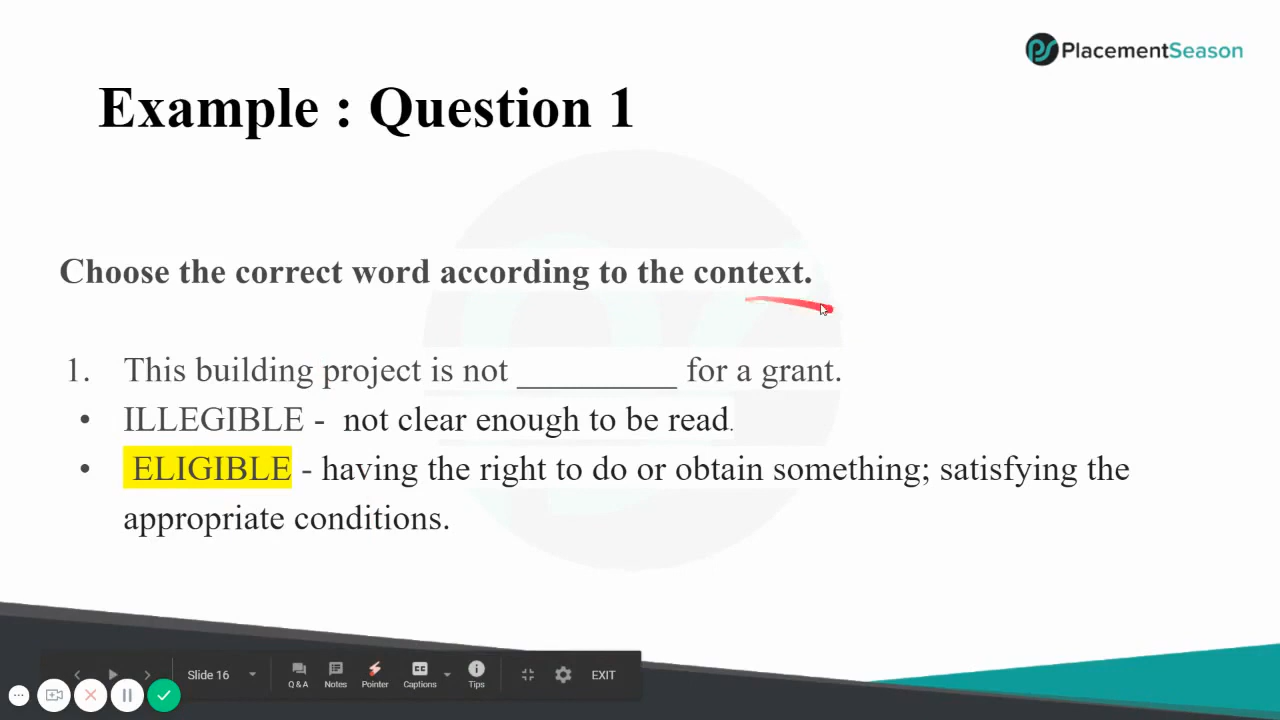 PlacementSeason
Example : Question 1
Choose the correct word according to the context.
1. This building project is not _________ for a grant.
• ILLEGIBLE - not clear enough to be read.
• ELIGIBLE - having the right to do or obtain something; satisfying the
appropriate conditions.
Slide 16
Q & A Notes Pointer Captions Tips EXIT